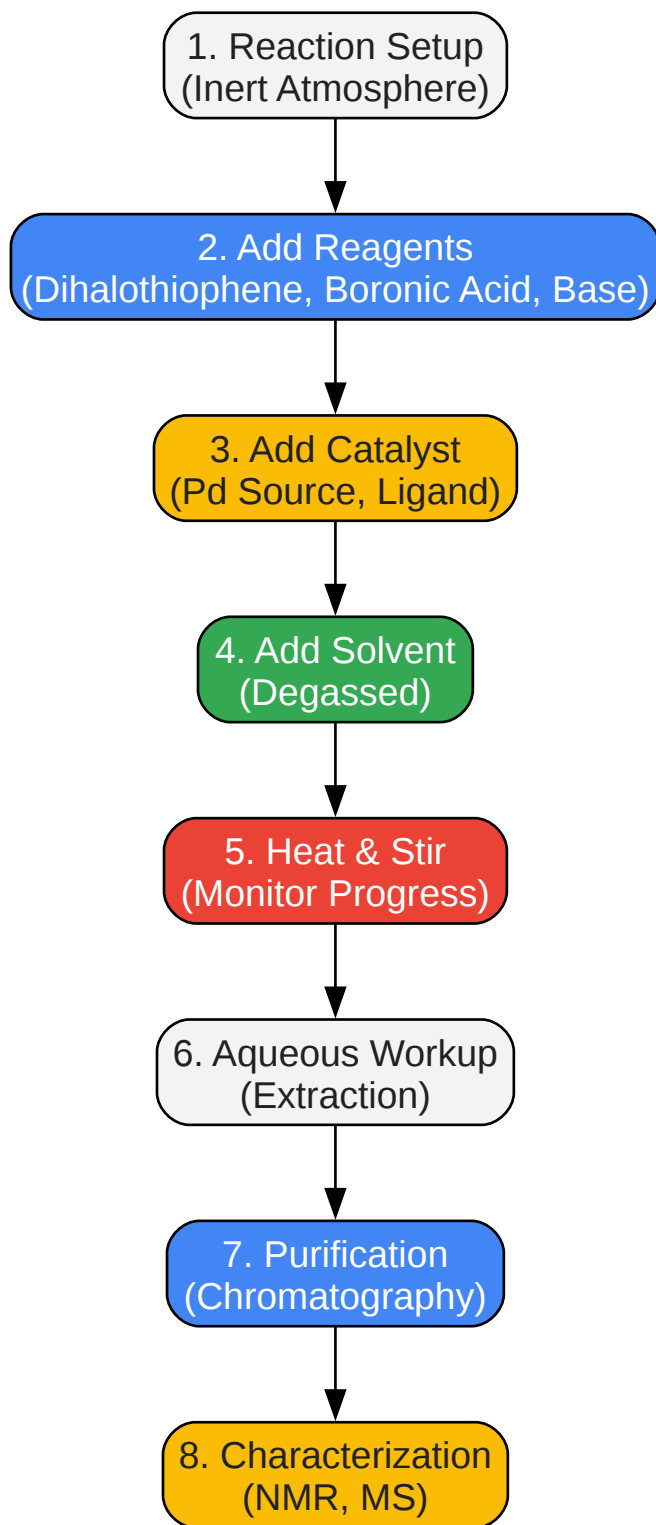 1. Reaction Setup
(Inert Atmosphere)
2. Add Reagents
(Dihalothiophene, Boronic Acid, Base)
3. Add Catalyst
(Pd Source, Ligand)
4. Add Solvent
(Degassed)
5. Heat & Stir
(Monitor Progress)
6. Aqueous Workup
(Extraction)
7. Purification
(Chromatography)
8. Characterization
(NMR, MS)